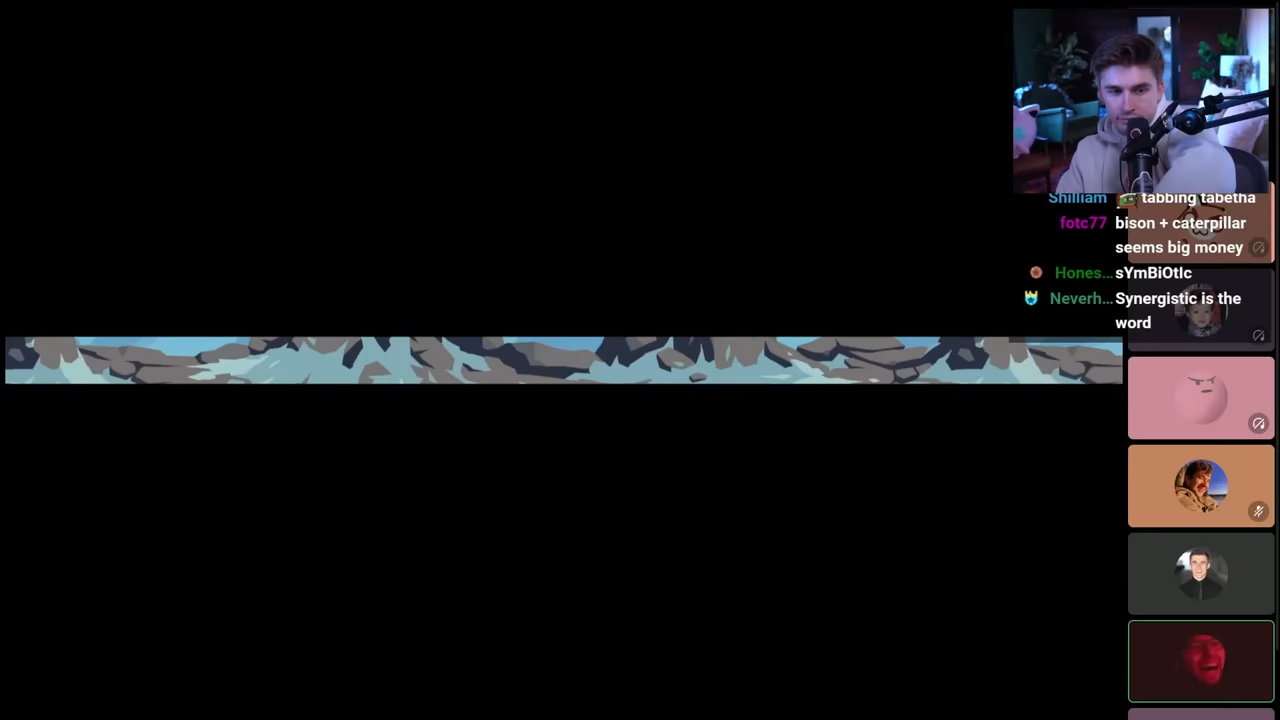 Shilliam tabbing tabetha
fotc77 bison + caterpillar
seems big money
Hones... sYmBiOtIc
Neverh... Synergistic is the
word